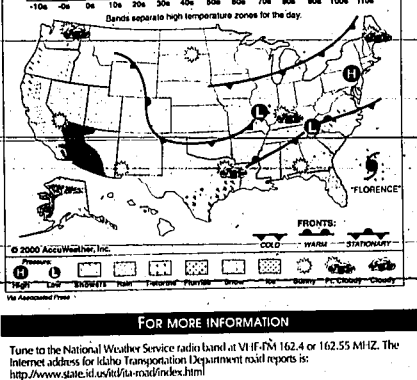 -10s -0s 0s 10s 20s 30s 40s 50s 60s 70s 80s 90s 100s 110s
Bands separate high temperature zones for the day.
H
L
L
"FLORENCE"
FRONTS:
COLD WARM STATIONARY
© 2000 AccuWeather, Inc.
Pressure:
H L
High Low Showers Rain T-storms Flurries Snow Ice Sunny Pt. Cloudy Cloudy
Via Associated Press
FOR MORE INFORMATION
Tune to the National Weather Service radio band at VHF-FM 162.4 or 162.55 MHZ. The
Internet address for Idaho Transportation Department road reports is:
http://www.state.id.us/itd/ita-road/index.html